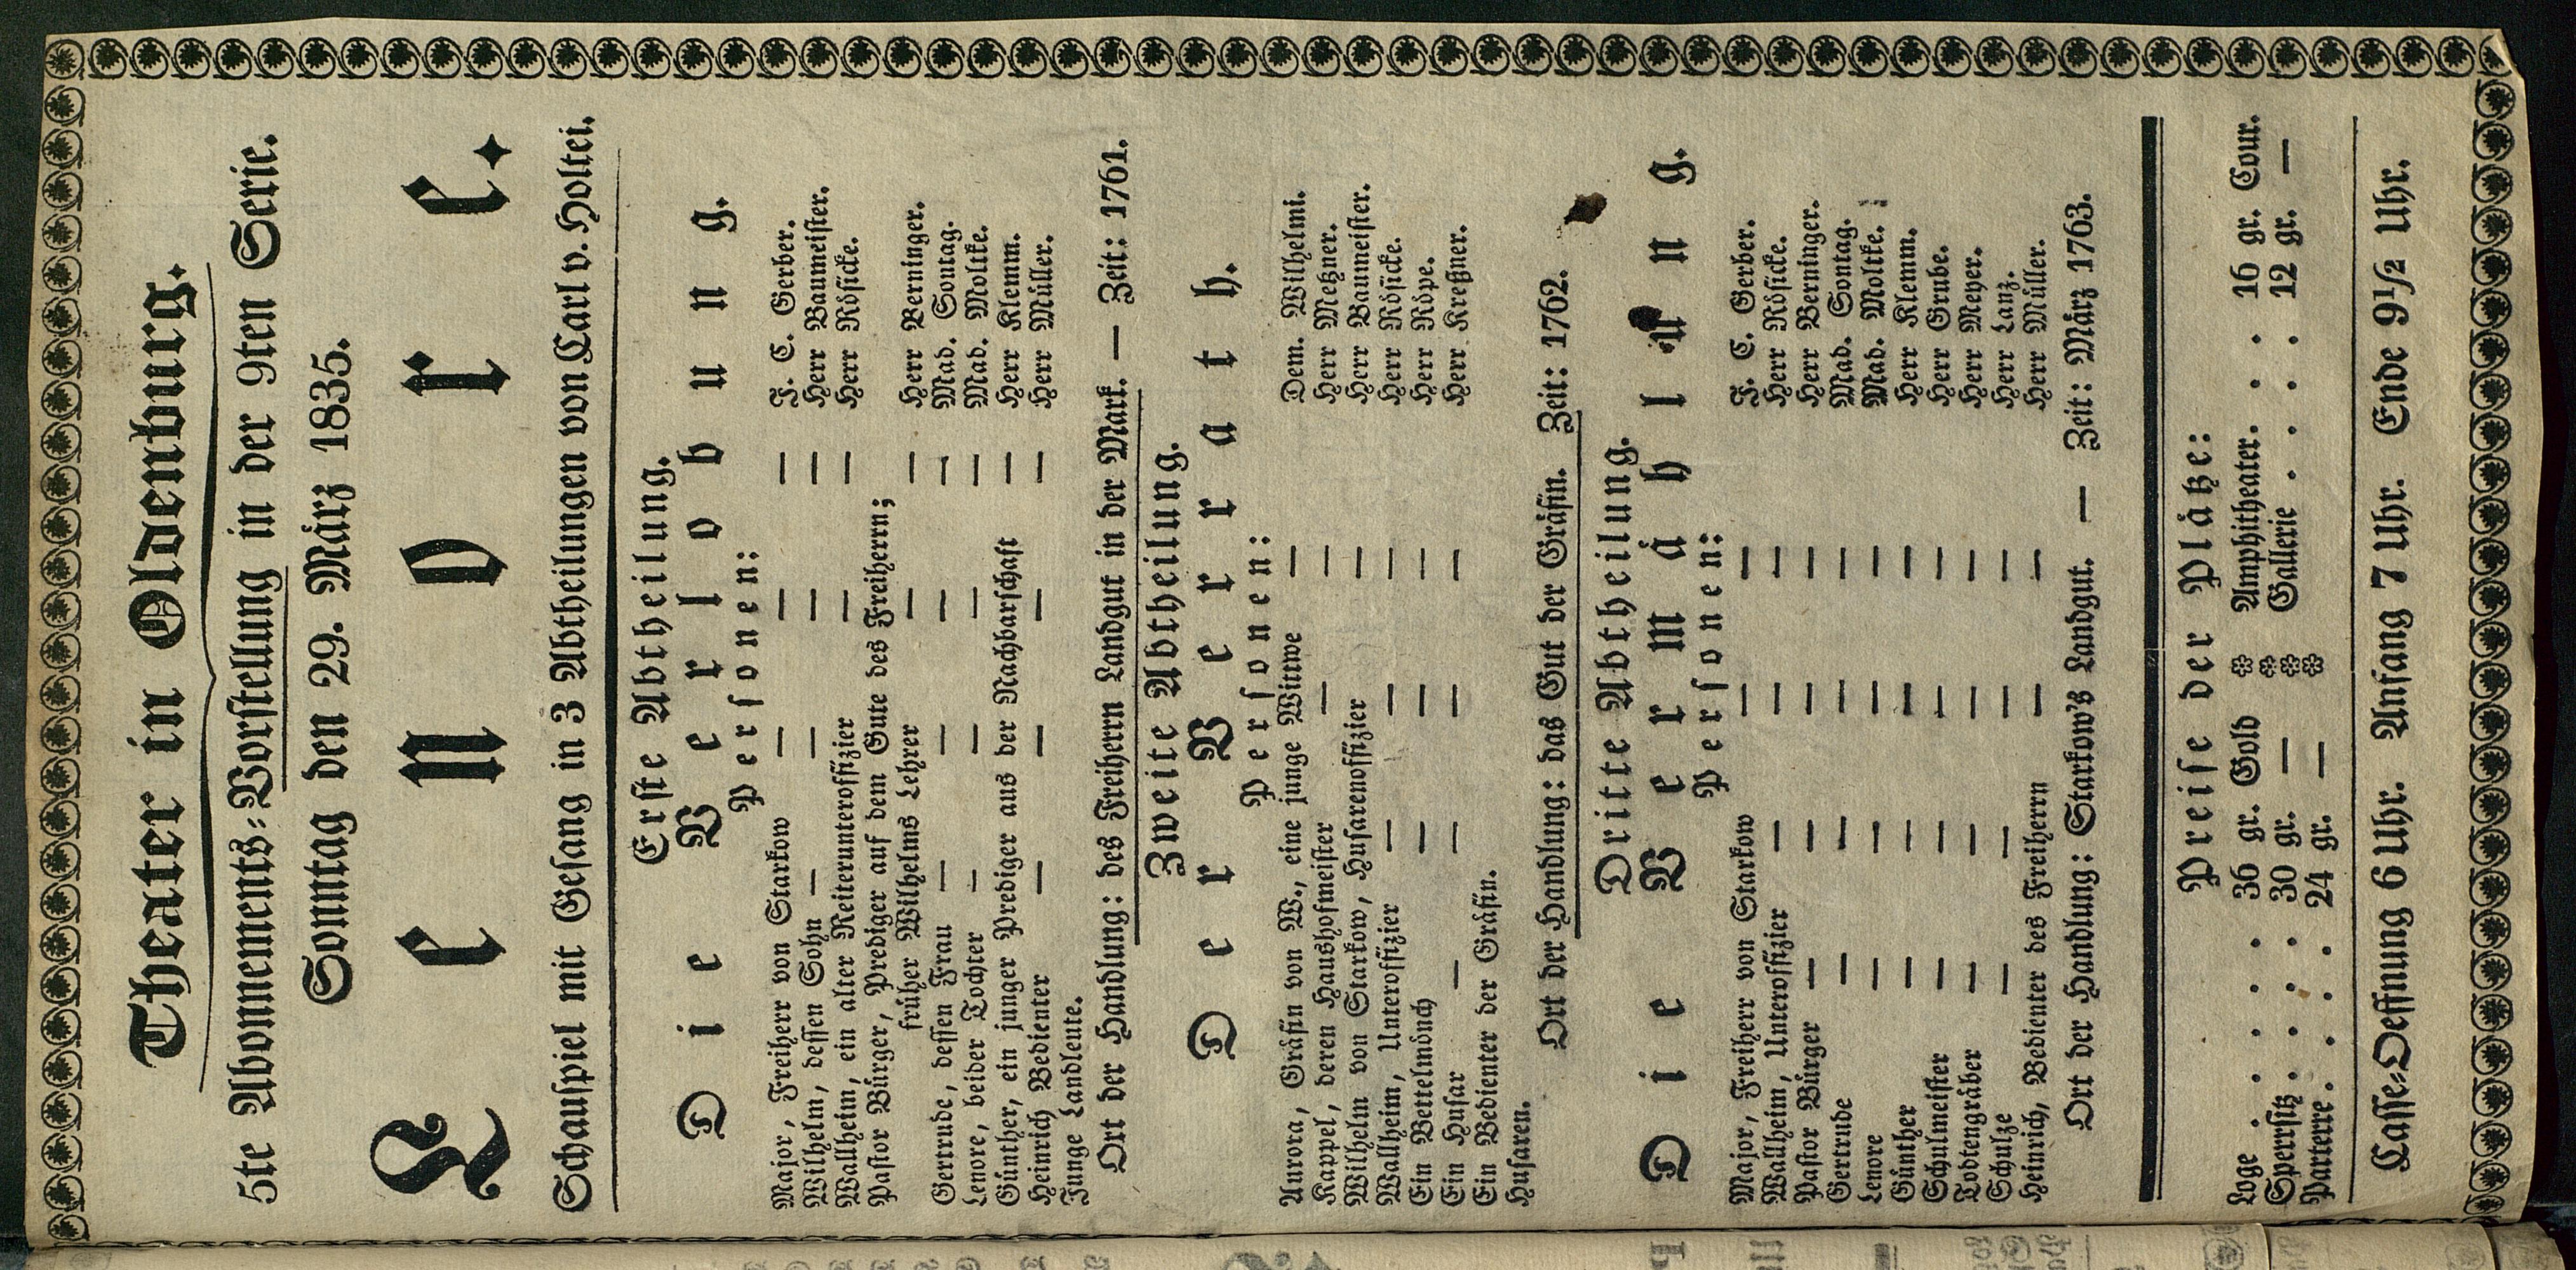 Theater in Oldenburg.
5te Abonnements-Vorstellung in der 9ten Serie.
Sonntag den 29. März 1835.
Lenore.
Schauspiel mit Gesang in 3 Abtheilungen von Carl v. Holtei.
Erste Abtheilung.
Die Verlobung.
Personen:
Major, Freiherr von Starkow — — — J. C. Gerber.
Wilhelm, dessen Sohn — — — — Herr Baumeister.
Wallheim, ein alter Reiterunteroffizier — — Herr Rösicke.
Pastor Bürger, Prediger auf dem Gute des Freiherrn;
früher Wilhelms Lehrer — — Herr Berninger.
Gertrude, dessen Frau — — — — Mad. Sontag.
Lenore, beider Tochter — — — — Mad. Moltke.
Günther, ein junger Prediger aus der Nachbarschaft — Herr Klemm.
Heinrich Bedienter — — — — Herr Müller.
Junge Landleute.
Ort der Handlung: des Freiherrn Landgut in der Mark. — Zeit: 1761.
Zweite Abtheilung.
Der Verrath.
Personen:
Aurora, Gräfin von W., eine junge Wittwe — Dem. Wilhelmi.
Kappel, deren Haushofmeister — — Herr Metzner.
Wilhelm von Starkow, Husarenoffizier — Herr Baumeister.
Wallheim, Unteroffizier — — — Herr Rösicke.
Ein Bettelmönch — — — Herr Röpe.
Ein Husar — — — — Herr Kreßner.
Ein Bedienter der Gräfin.
Husaren.
Ort der Handlung: das Gut der Gräfin. Zeit: 1762.
Dritte Abtheilung.
Die Vermählung.
Personen:
Major, Freiherr von Starkow — — J. C. Gerber.
Wallheim, Unteroffizier — — — Herr Rösicke.
Pastor Bürger — — — — Herr Berninger.
Gertrude — — — — Mad. Sontag.
Lenore — — — — Mad. Moltke.
Günther — — — — Herr Klemm.
Schulmeister — — — — Herr Grube.
Todtengräber — — — — Herr Meyer.
Schulze — — — — Herr Lanz.
Heinrich, Bedienter des Freiherrn — — Herr Müller.
Ort der Handlung: Starkow's Landgut. — Zeit: März 1763.
Preise der Plätze:
Loge . . . . . 36 gr. Gold Amphitheater. . . . 16 gr. Cour.
Sperrsitz . . . . 30 gr. — Gallerie . . . . . 12 gr. —
Parterre . . . . 24 gr. —
Casse-Oeffnung 6 Uhr. Anfang 7 Uhr. Ende 9 1/2 Uhr.